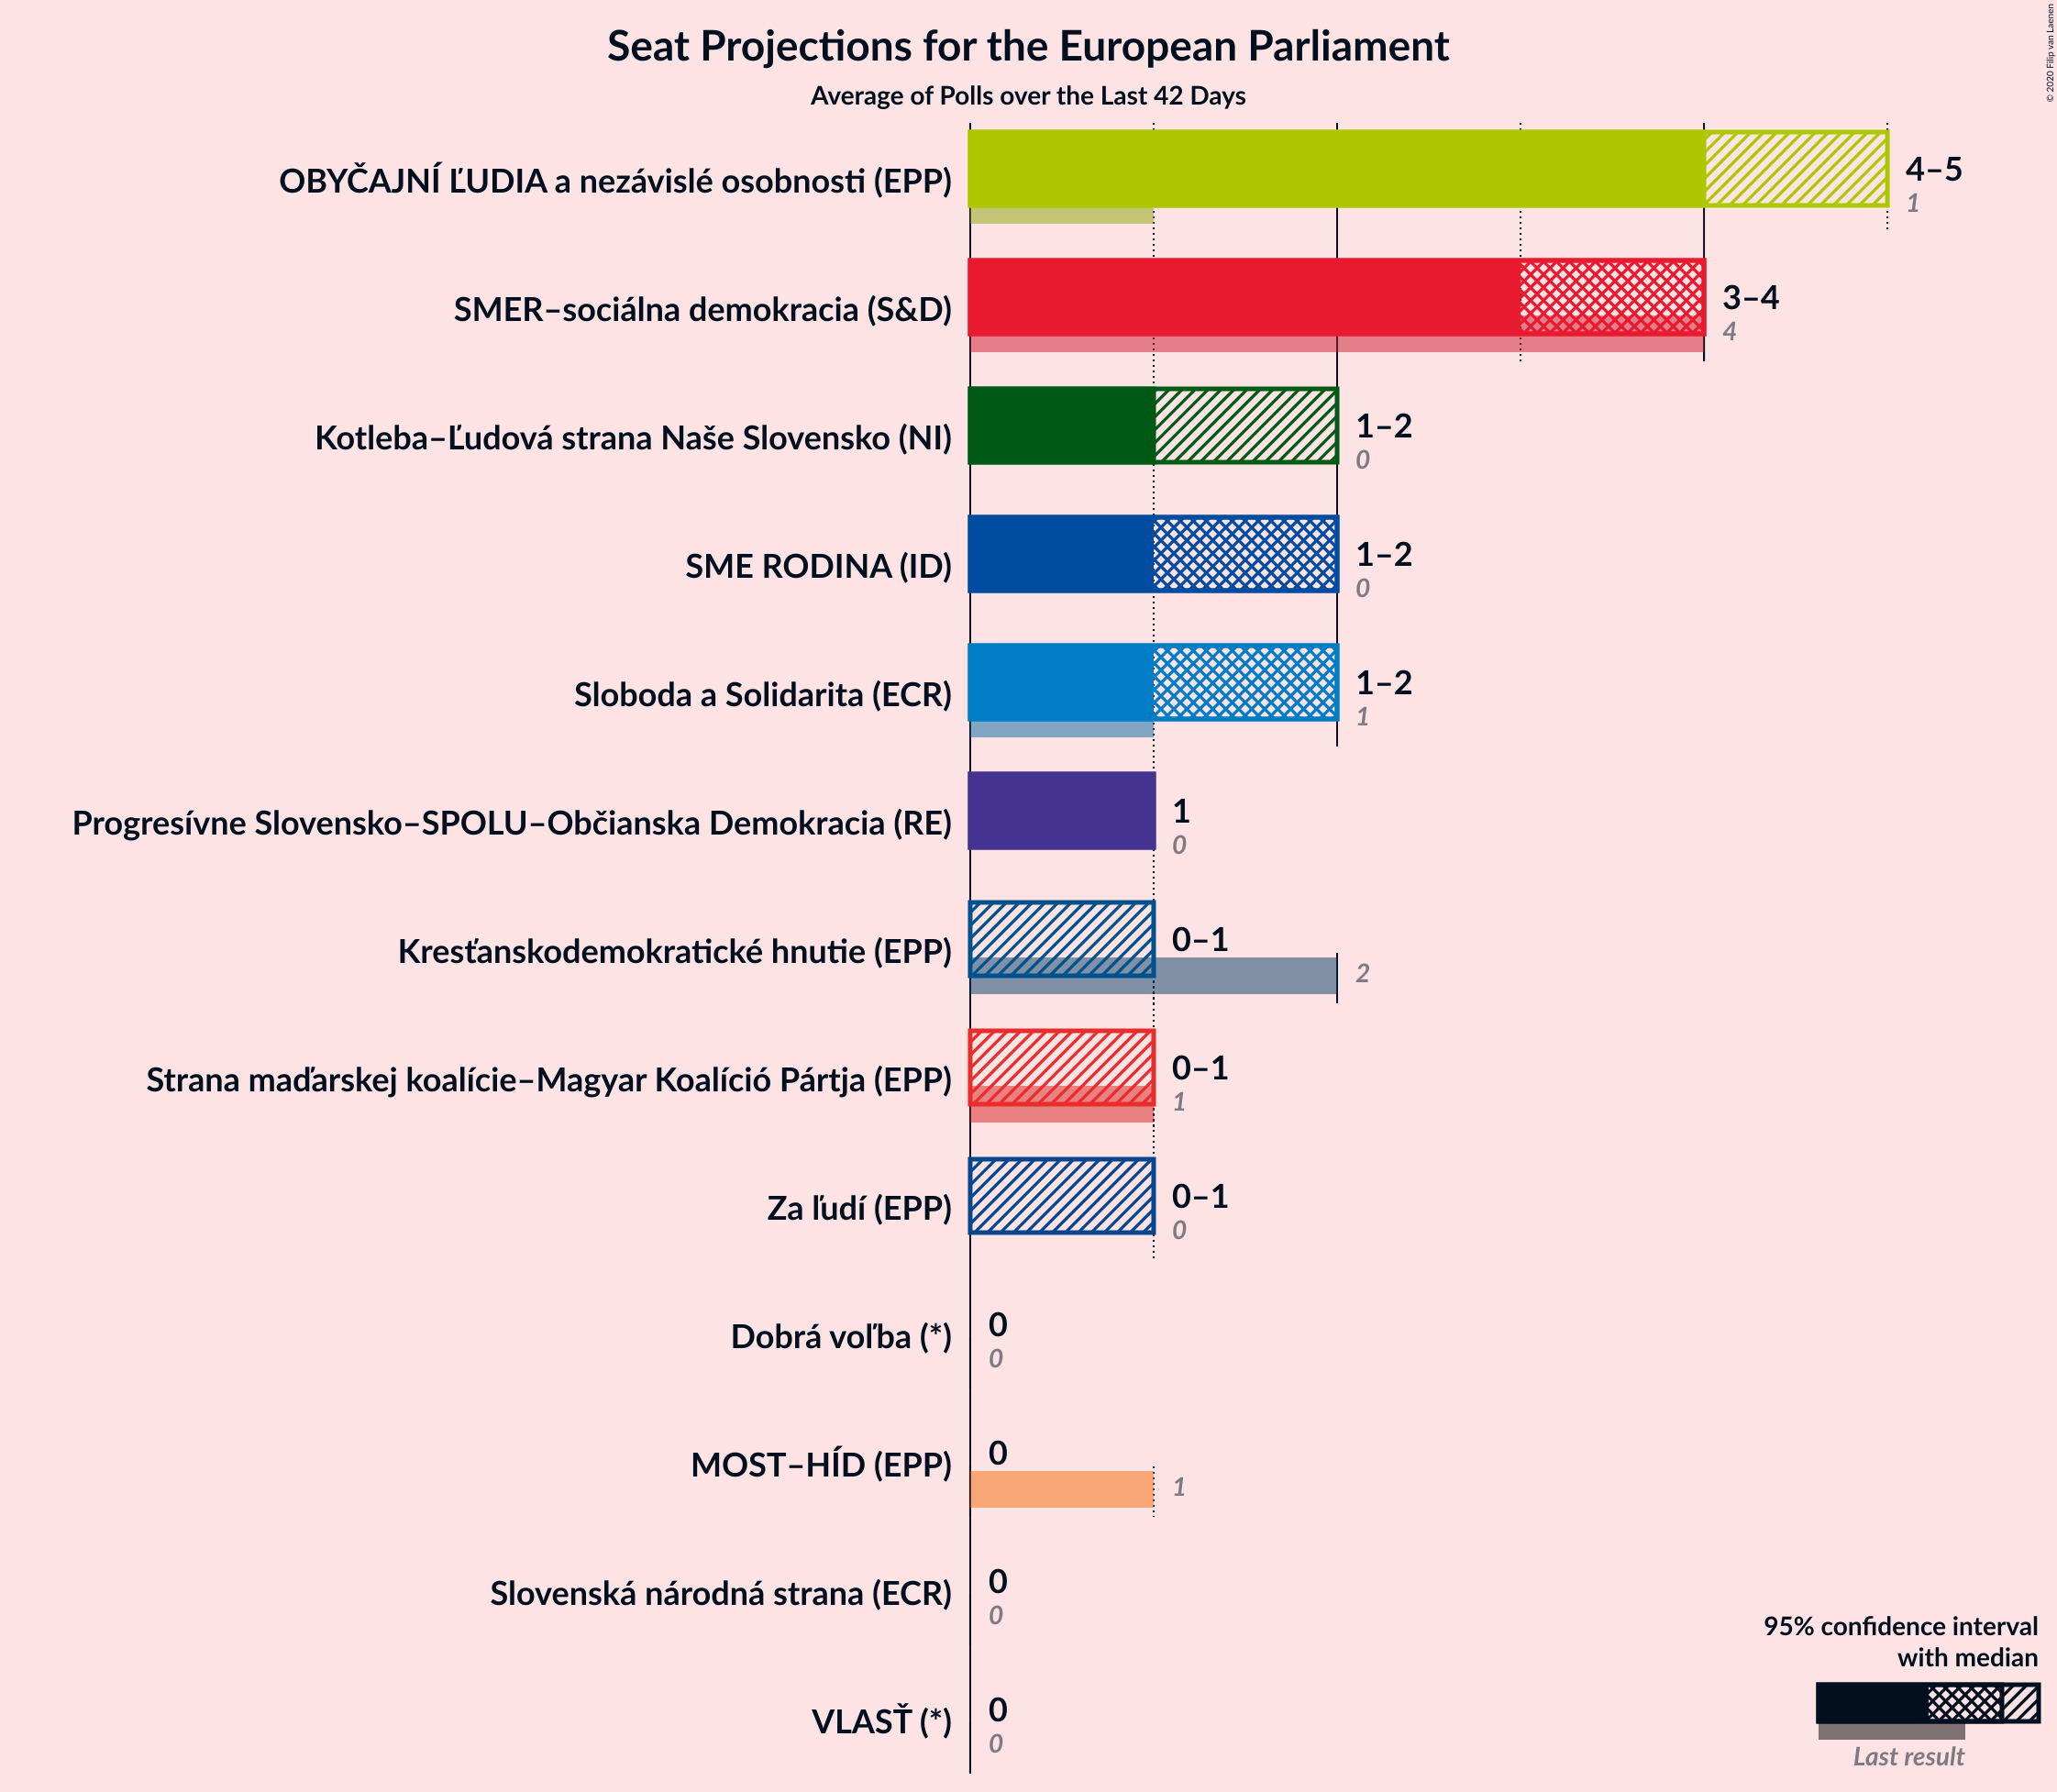 Seat Projections for the European Parliament
Average of Polls over the Last 42 Days
© 2020 Filip van Laenen
OBYČAJNÍ ĽUDIA a nezávislé osobnosti (EPP)
4–5
1
SMER–sociálna demokracia (S&D)
3–4
4
Kotleba–Ľudová strana Naše Slovensko (NI)
1–2
0
SME RODINA (ID)
1–2
0
Sloboda a Solidarita (ECR)
1–2
1
Progresívne Slovensko–SPOLU–Občianska Demokracia (RE)
1
0
Kresťanskodemokratické hnutie (EPP)
0–1
2
Strana maďarskej koalície–Magyar Koalíció Pártja (EPP)
0–1
1
Za ľudí (EPP)
0–1
0
Dobrá voľba (*)
0
0
MOST–HÍD (EPP)
0
1
Slovenská národná strana (ECR)
0
0
VLASŤ (*)
0
0
95% confidence interval
with median
Last result